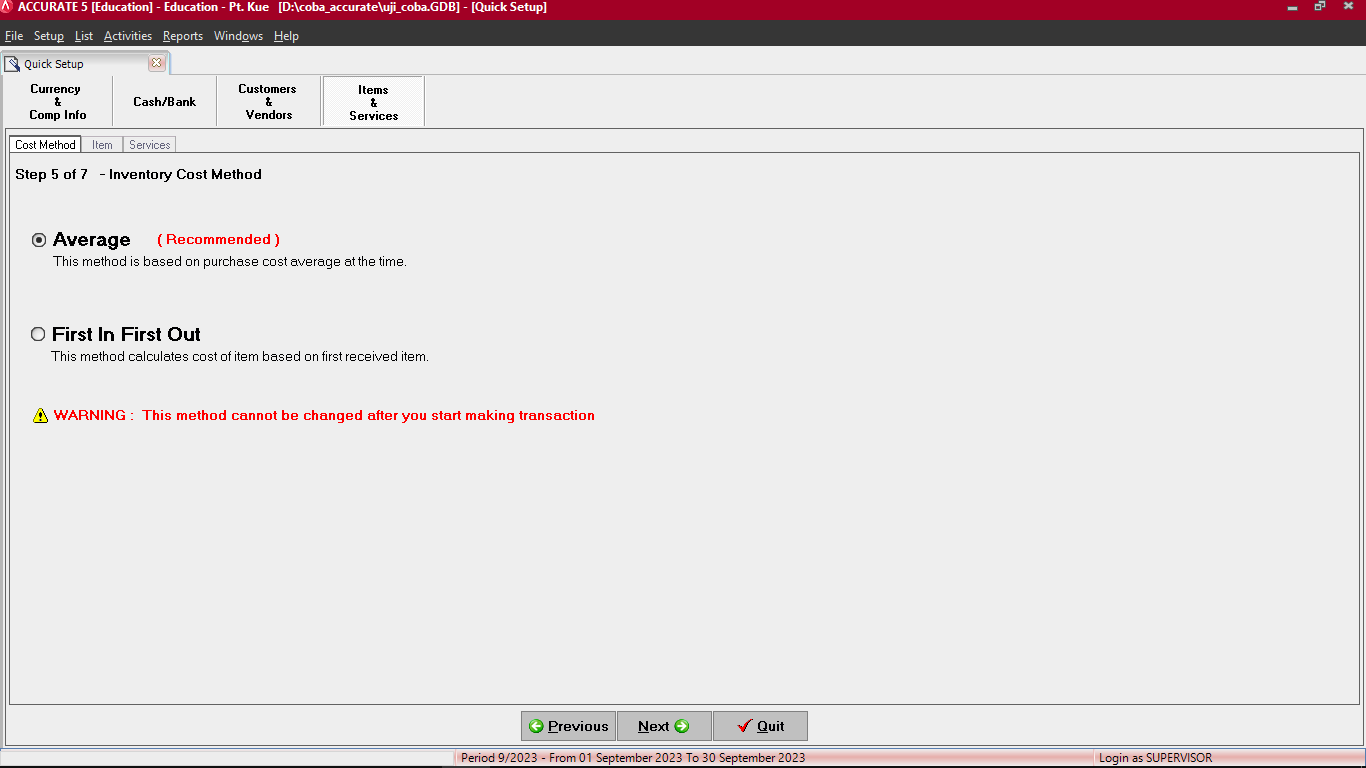 ACCURATE 5 [Education] - Education - Pt. Kue [D:\coba_accurate\uji_coba.GDB] - [Quick Setup]
File Setup List Activities Reports Windows Help
Quick Setup
Currency & Comp Info
Cash/Bank
Customers & Vendors
Items & Services
Cost Method Item Services
Step 5 of 7 - Inventory Cost Method
Average ( Recommended )
This method is based on purchase cost average at the time.
First In First Out
This method calculates cost of item based on first received item.
WARNING : This method cannot be changed after you start making transaction
Previous Next Quit
Period 9/2023 - From 01 September 2023 To 30 September 2023 Login as SUPERVISOR